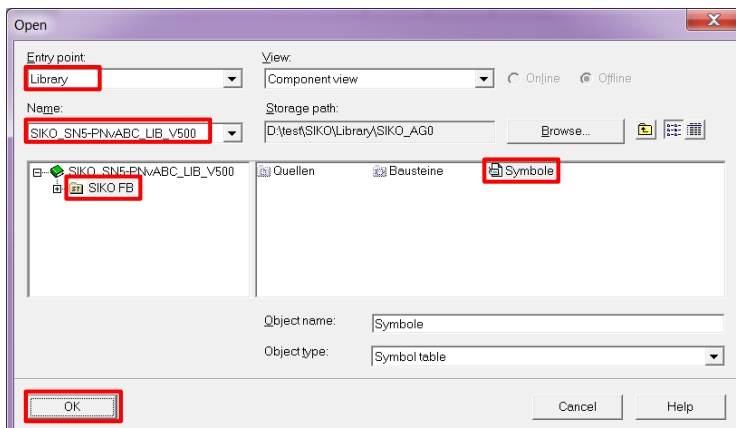 Open
Entry point:
View:
Library
Component view
Online
Offline
Name:
Storage path:
SIKO_SN5-PNvABC_LIB_V500
D:\test\SIKO\Library\SIKO_AG0
Browse...
SIKO_SN5-PNvABC_LIB_V500
SIKO FB
Quellen
Bausteine
Symbole
Object name:
Symbole
Object type:
Symbol table
OK
Cancel
Help